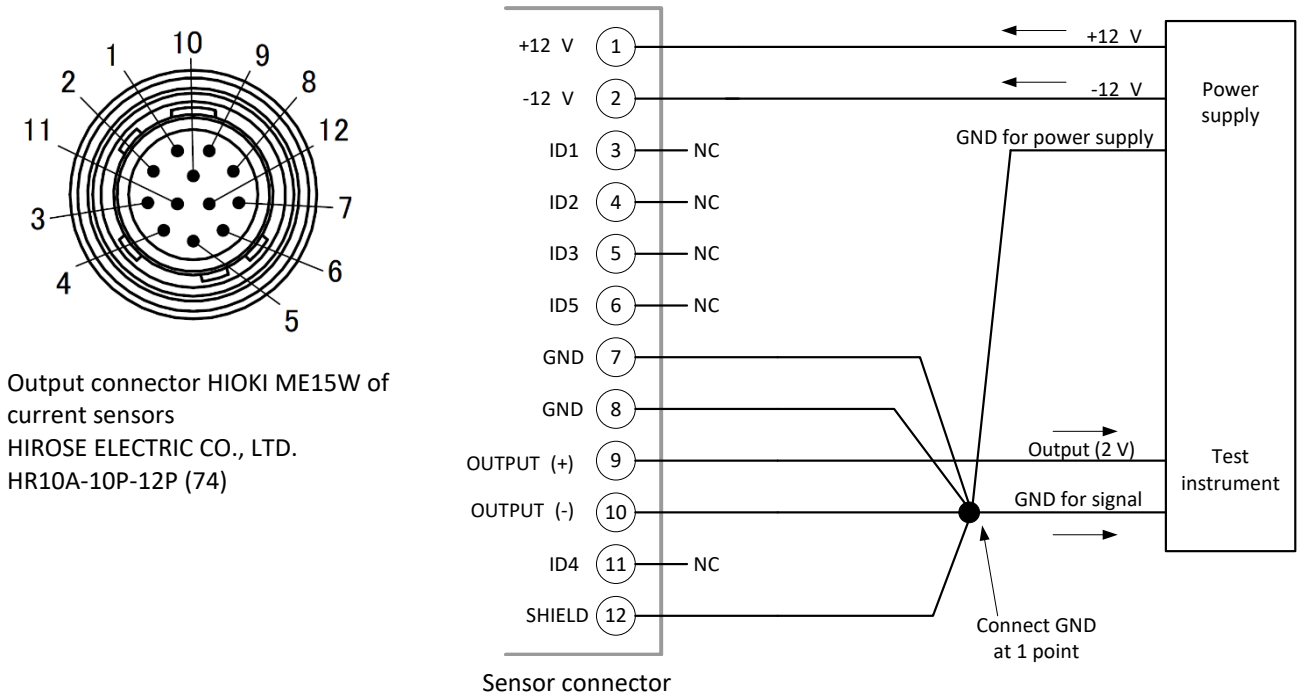 10
1
9
2
8
11
12
3
7
4
6
5
Output connector HIOKI ME15W of
current sensors
HIROSE ELECTRIC CO., LTD.
HR10A-10P-12P (74)
+12 V 1 +12 V
-12 V 2 -12 V
Power
supply
ID1 3 NC GND for power supply
ID2 4 NC
ID3 5 NC
ID5 6 NC
GND 7
GND 8
OUTPUT (+) 9 Output (2 V)
Test
instrument
OUTPUT (-) 10 GND for signal
ID4 11 NC
SHIELD 12
Connect GND
at 1 point
Sensor connector